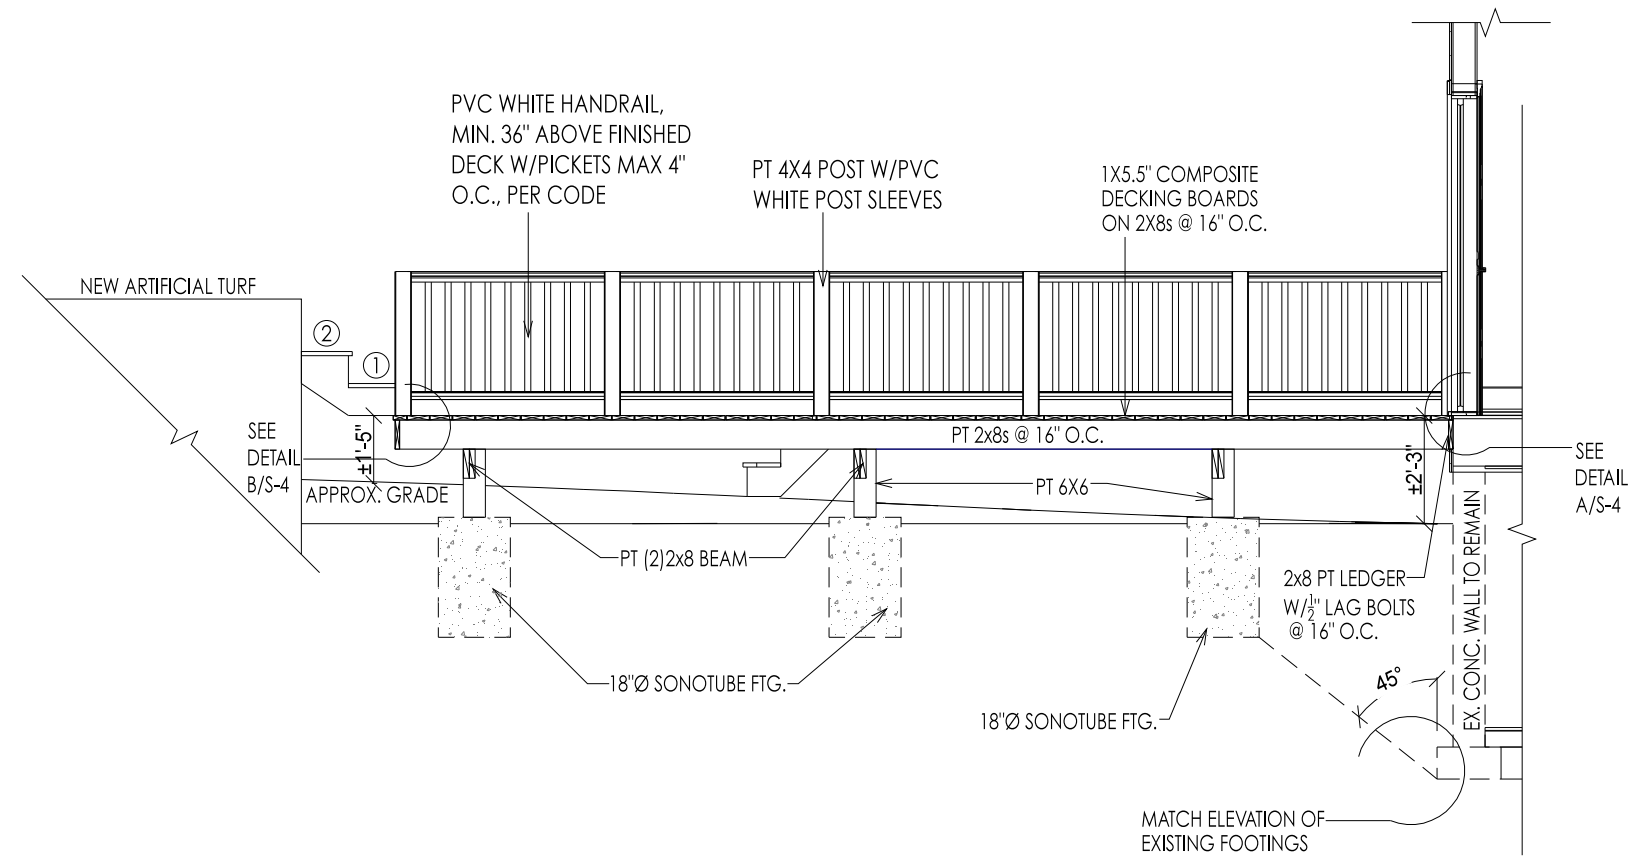 PVC WHITE HANDRAIL,
MIN. 36" ABOVE FINISHED
DECK W/PICKETS MAX 4"
O.C., PER CODE
PT 4X4 POST W/PVC
WHITE POST SLEEVES
1X5.5" COMPOSITE
DECKING BOARDS
ON 2X8s @ 16" O.C.
NEW ARTIFICIAL TURF
2
1
SEE
DETAIL
B/S-4
±1'-5"
APPROX. GRADE
PT 2x8s @ 16" O.C.
PT 6X6
±2'-3"
SEE
DETAIL
A/S-4
PT (2)2x8 BEAM
2x8 PT LEDGER
W/½" LAG BOLTS
@ 16" O.C.
EX. CONC. WALL TO REMAIN
18"Ø SONOTUBE FTG.
18"Ø SONOTUBE FTG.
45°
MATCH ELEVATION OF
EXISTING FOOTINGS